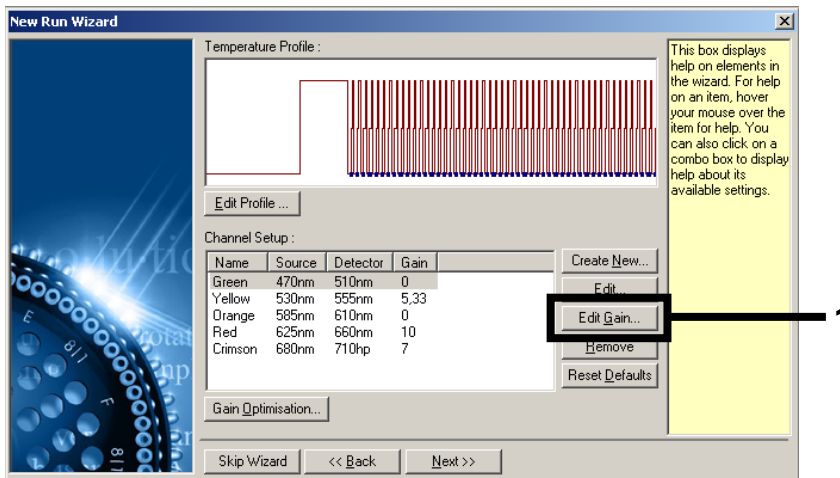 New Run Wizard
Temperature Profile :
This box displays
help on elements in
the wizard. For help
on an item, hover
your mouse over the
item for help. You
can also click on a
combo box to display
help about its
available settings.
Edit Profile ...
Channel Setup :
Name Source Detector Gain
Green 470nm 510nm 0
Yellow 530nm 555nm 5,33
Orange 585nm 610nm 0
Red 625nm 660nm 10
Crimson 680nm 710hp 7
Create New...
Edit...
Edit Gain...
Remove
Reset Defaults
Gain Optimisation...
Skip Wizard << Back Next >>